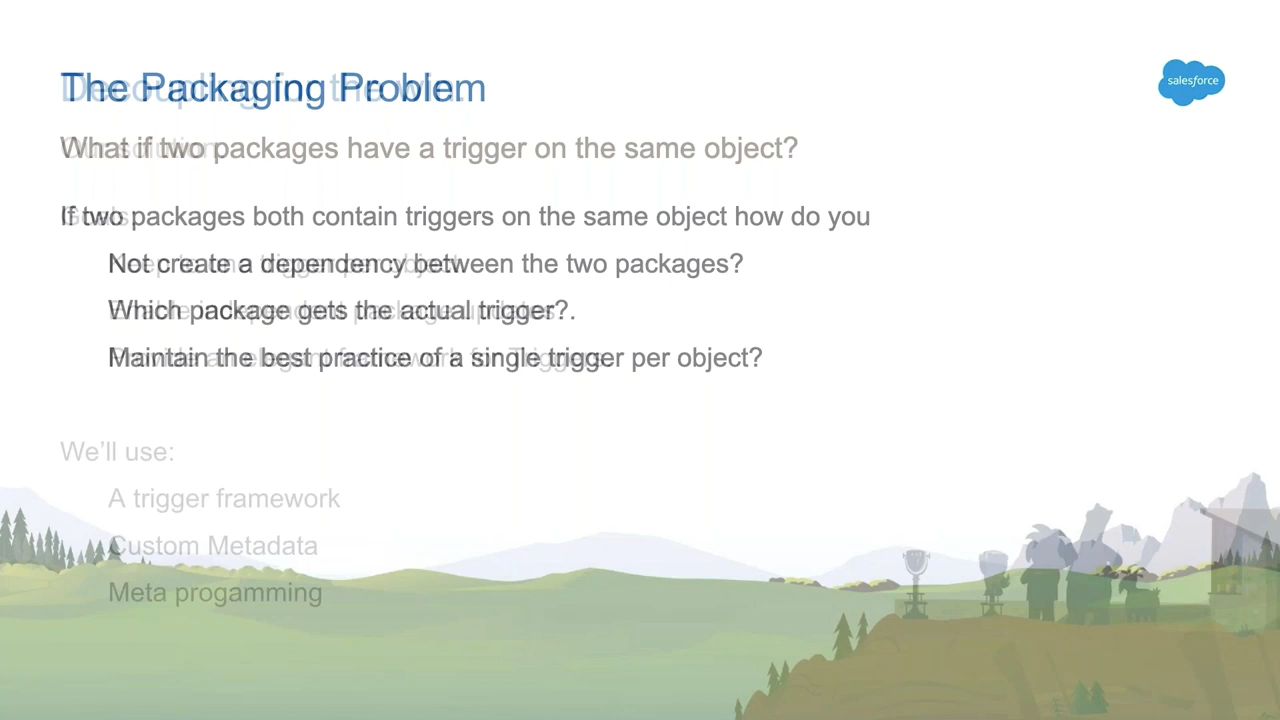 The Packaging Problem
salesforce
What if two packages have a trigger on the same object?
If two packages both contain triggers on the same object how do you
Not create a dependency between the two packages?
Which package gets the actual trigger?.
Maintain the best practice of a single trigger per object?
We'll use:
A trigger framework
Custom Metadata
Meta progamming